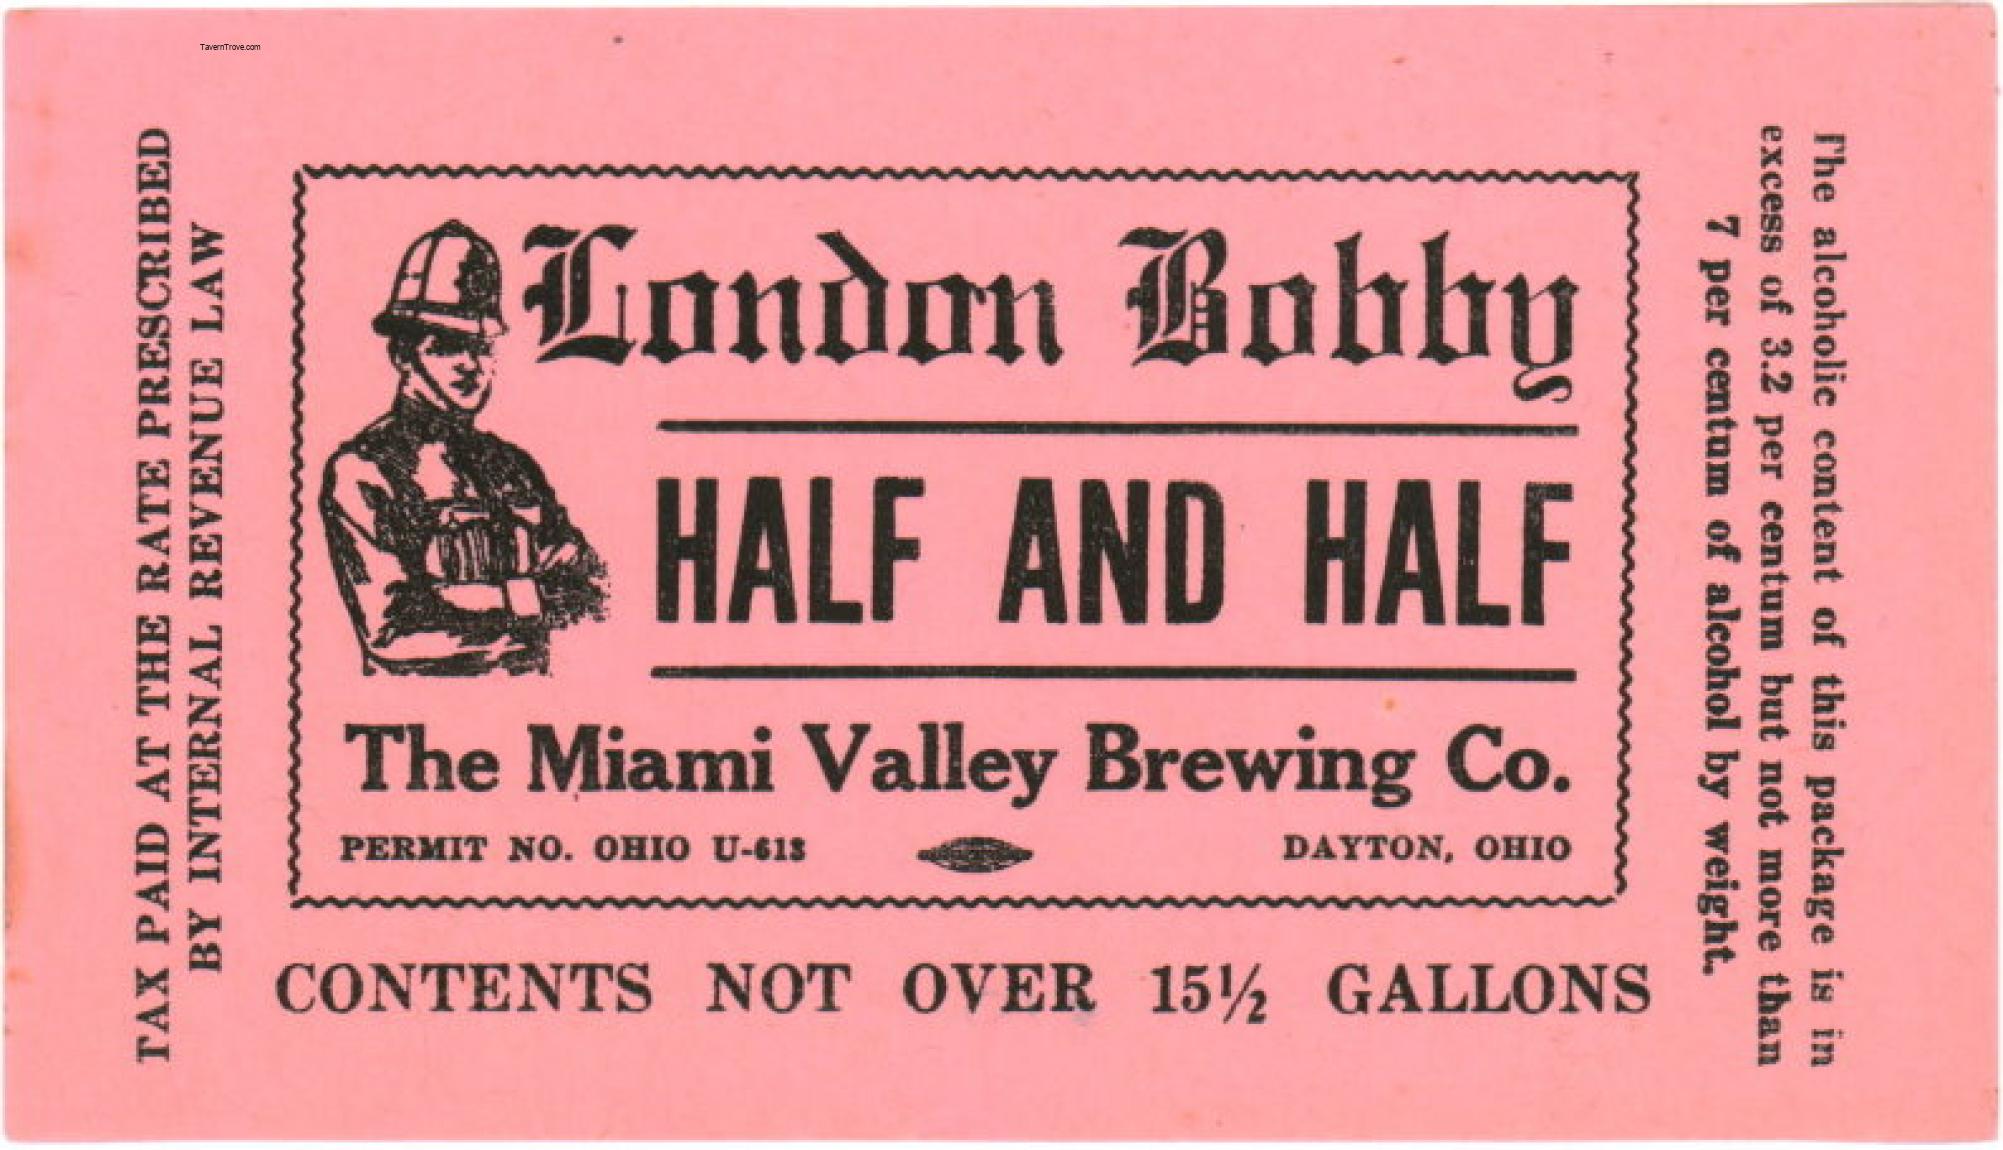 TavernTrove.com
TAX PAID AT THE RATE PRESCRIBED
BY INTERNAL REVENUE LAW
London Bobby
HALF AND HALF
The Miami Valley Brewing Co.
PERMIT NO. OHIO U-613
DAYTON, OHIO
CONTENTS NOT OVER 15½ GALLONS
The alcoholic content of this package is in
excess of 3.2 per centum but not more than
7 per centum of alcohol by weight.